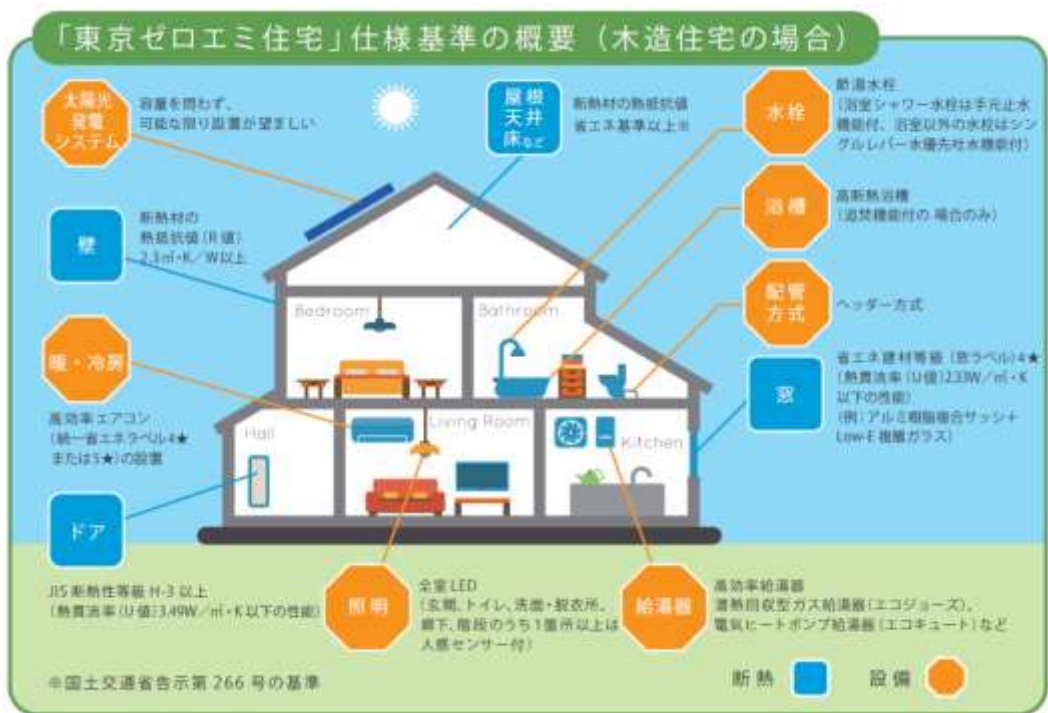 「東京ゼロエミ住宅」仕様基準の概要（木造住宅の場合）
太陽光
発電
システム
容量を問わず、
可能な限り設置が望ましい
屋根
天井
床など
断熱材の熱抵抗値
省エネ基準以上※
水栓
節湯水栓
（浴室シャワー水栓は手元止水
機能付、浴室以外の水栓はシン
グルレバー水優先吐水機能付）
壁
断熱材の
熱抵抗値（R値）
2.3㎡・K／W以上
浴槽
高断熱浴槽
（追焚機能付の 場合のみ）
配管
方式
ヘッダー方式
Bedroom
Bathroom
暖・冷房
高効率エアコン
（統一省エネラベル4★
または5★）の設置
窓
省エネ建材等級（窓ラベル）4★
（熱貫流率（U値）2.33W／㎡・K
以下の性能）
（例：アルミ樹脂複合サッシ＋
Low-E 複層ガラス）
Hall
Living Room
Kitchen
ドア
JIS断熱性等級 H-3 以上
（熱貫流率（U値）3.49W／㎡・K以下の性能）
照明
全室LED
（玄関、トイレ、洗面・脱衣所、
廊下、階段のうち1箇所以上は
人感センサー付）
給湯器
高効率給湯器
潜熱回収型ガス給湯器（エコジョーズ）、
電気ヒートポンプ給湯器（エコキュート）など
※国土交通省告示第 266 号の基準
断熱
設備